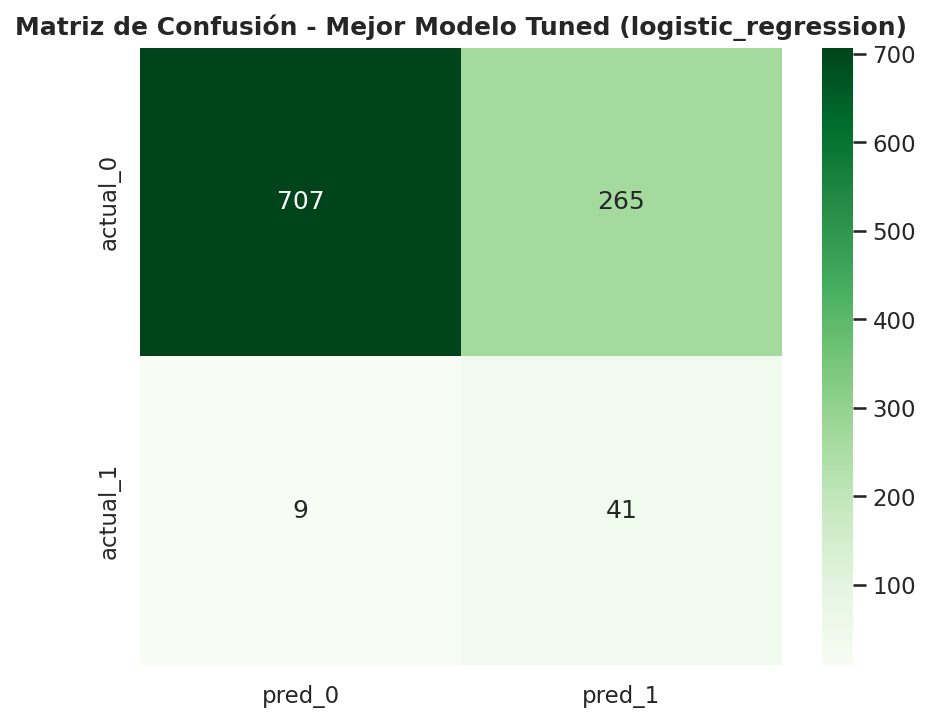 Matriz de Confusión - Mejor Modelo Tuned (logistic_regression)
actual_0
707
265
actual_1
9
41
pred_0
pred_1
700
600
500
400
300
200
100